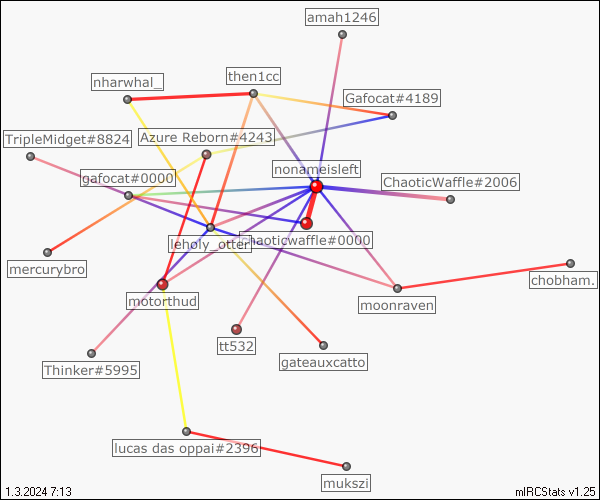 amah1246
then1cc
nharwhal_
Gafocat#4189
TripleMidget#8824
Azure Reborn#4243
nonameisleft
gafocat#0000
ChaoticWaffle#2006
leholy_otter
chaoticwaffle#0000
mercurybro
chobham.
motorthud
moonraven
tt532
gateauxcatto
Thinker#5995
lucas das oppai#2396
mukszi
1.3.2024 7:13
mIRCStats v1.25